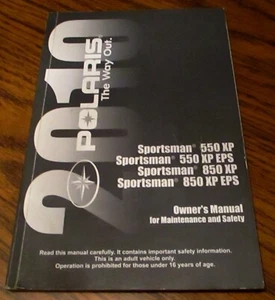 2010
POLARIS
The Way Out.
Sportsman® 550 XP
Sportsman® 550 XP EPS
Sportsman® 850 XP
Sportsman® 850 XP EPS
Owner's Manual
for Maintenance and Safety
Read this manual carefully. It contains important safety information.
This is an adult vehicle only.
Operation is prohibited for those under 16 years of age.